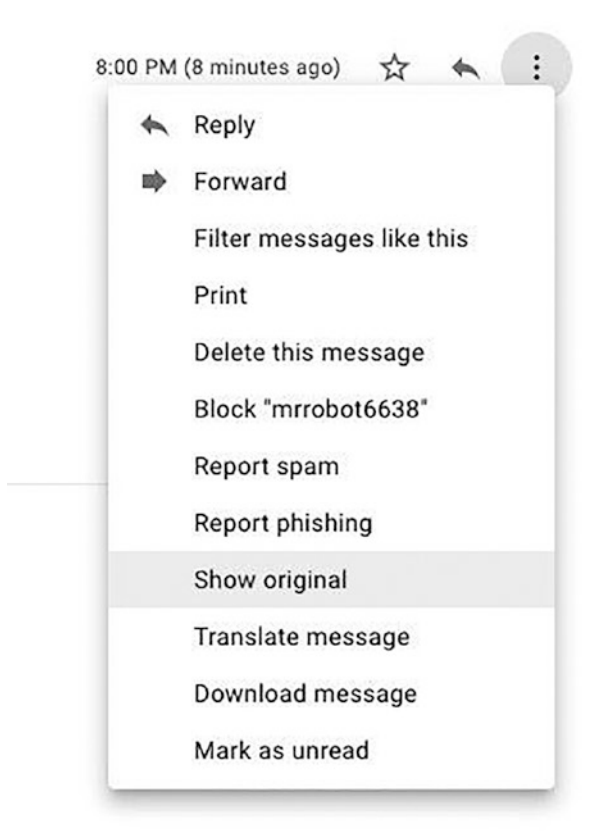 8:00 PM (8 minutes ago)
Reply
Forward
Filter messages like this
Print
Delete this message
Block "mrrobot6638"
Report spam
Report phishing
Show original
Translate message
Download message
Mark as unread